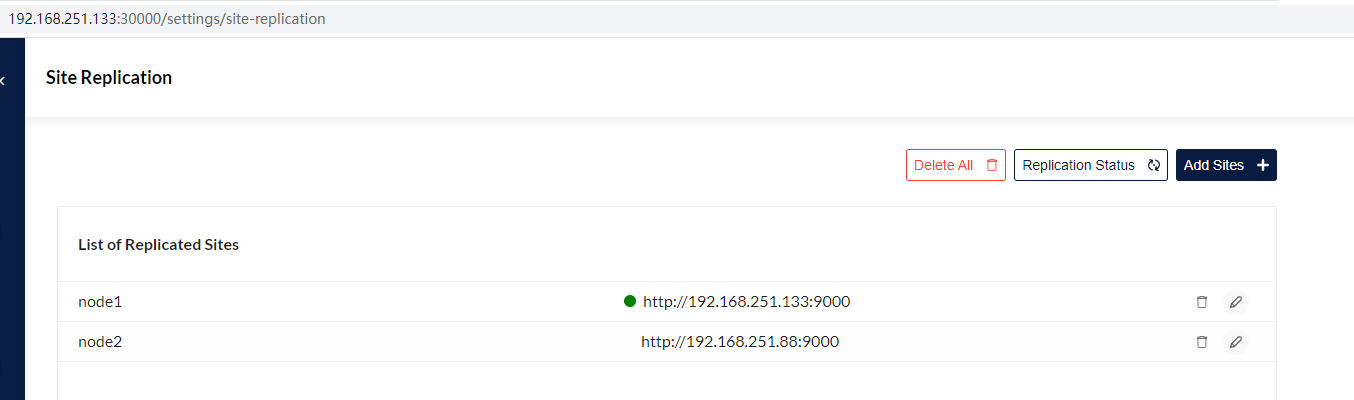 192.168.251.133:30000/settings/site-replication
Site Replication
Delete All Replication Status Add Sites
List of Replicated Sites
node1 http://192.168.251.133:9000
node2 http://192.168.251.88:9000